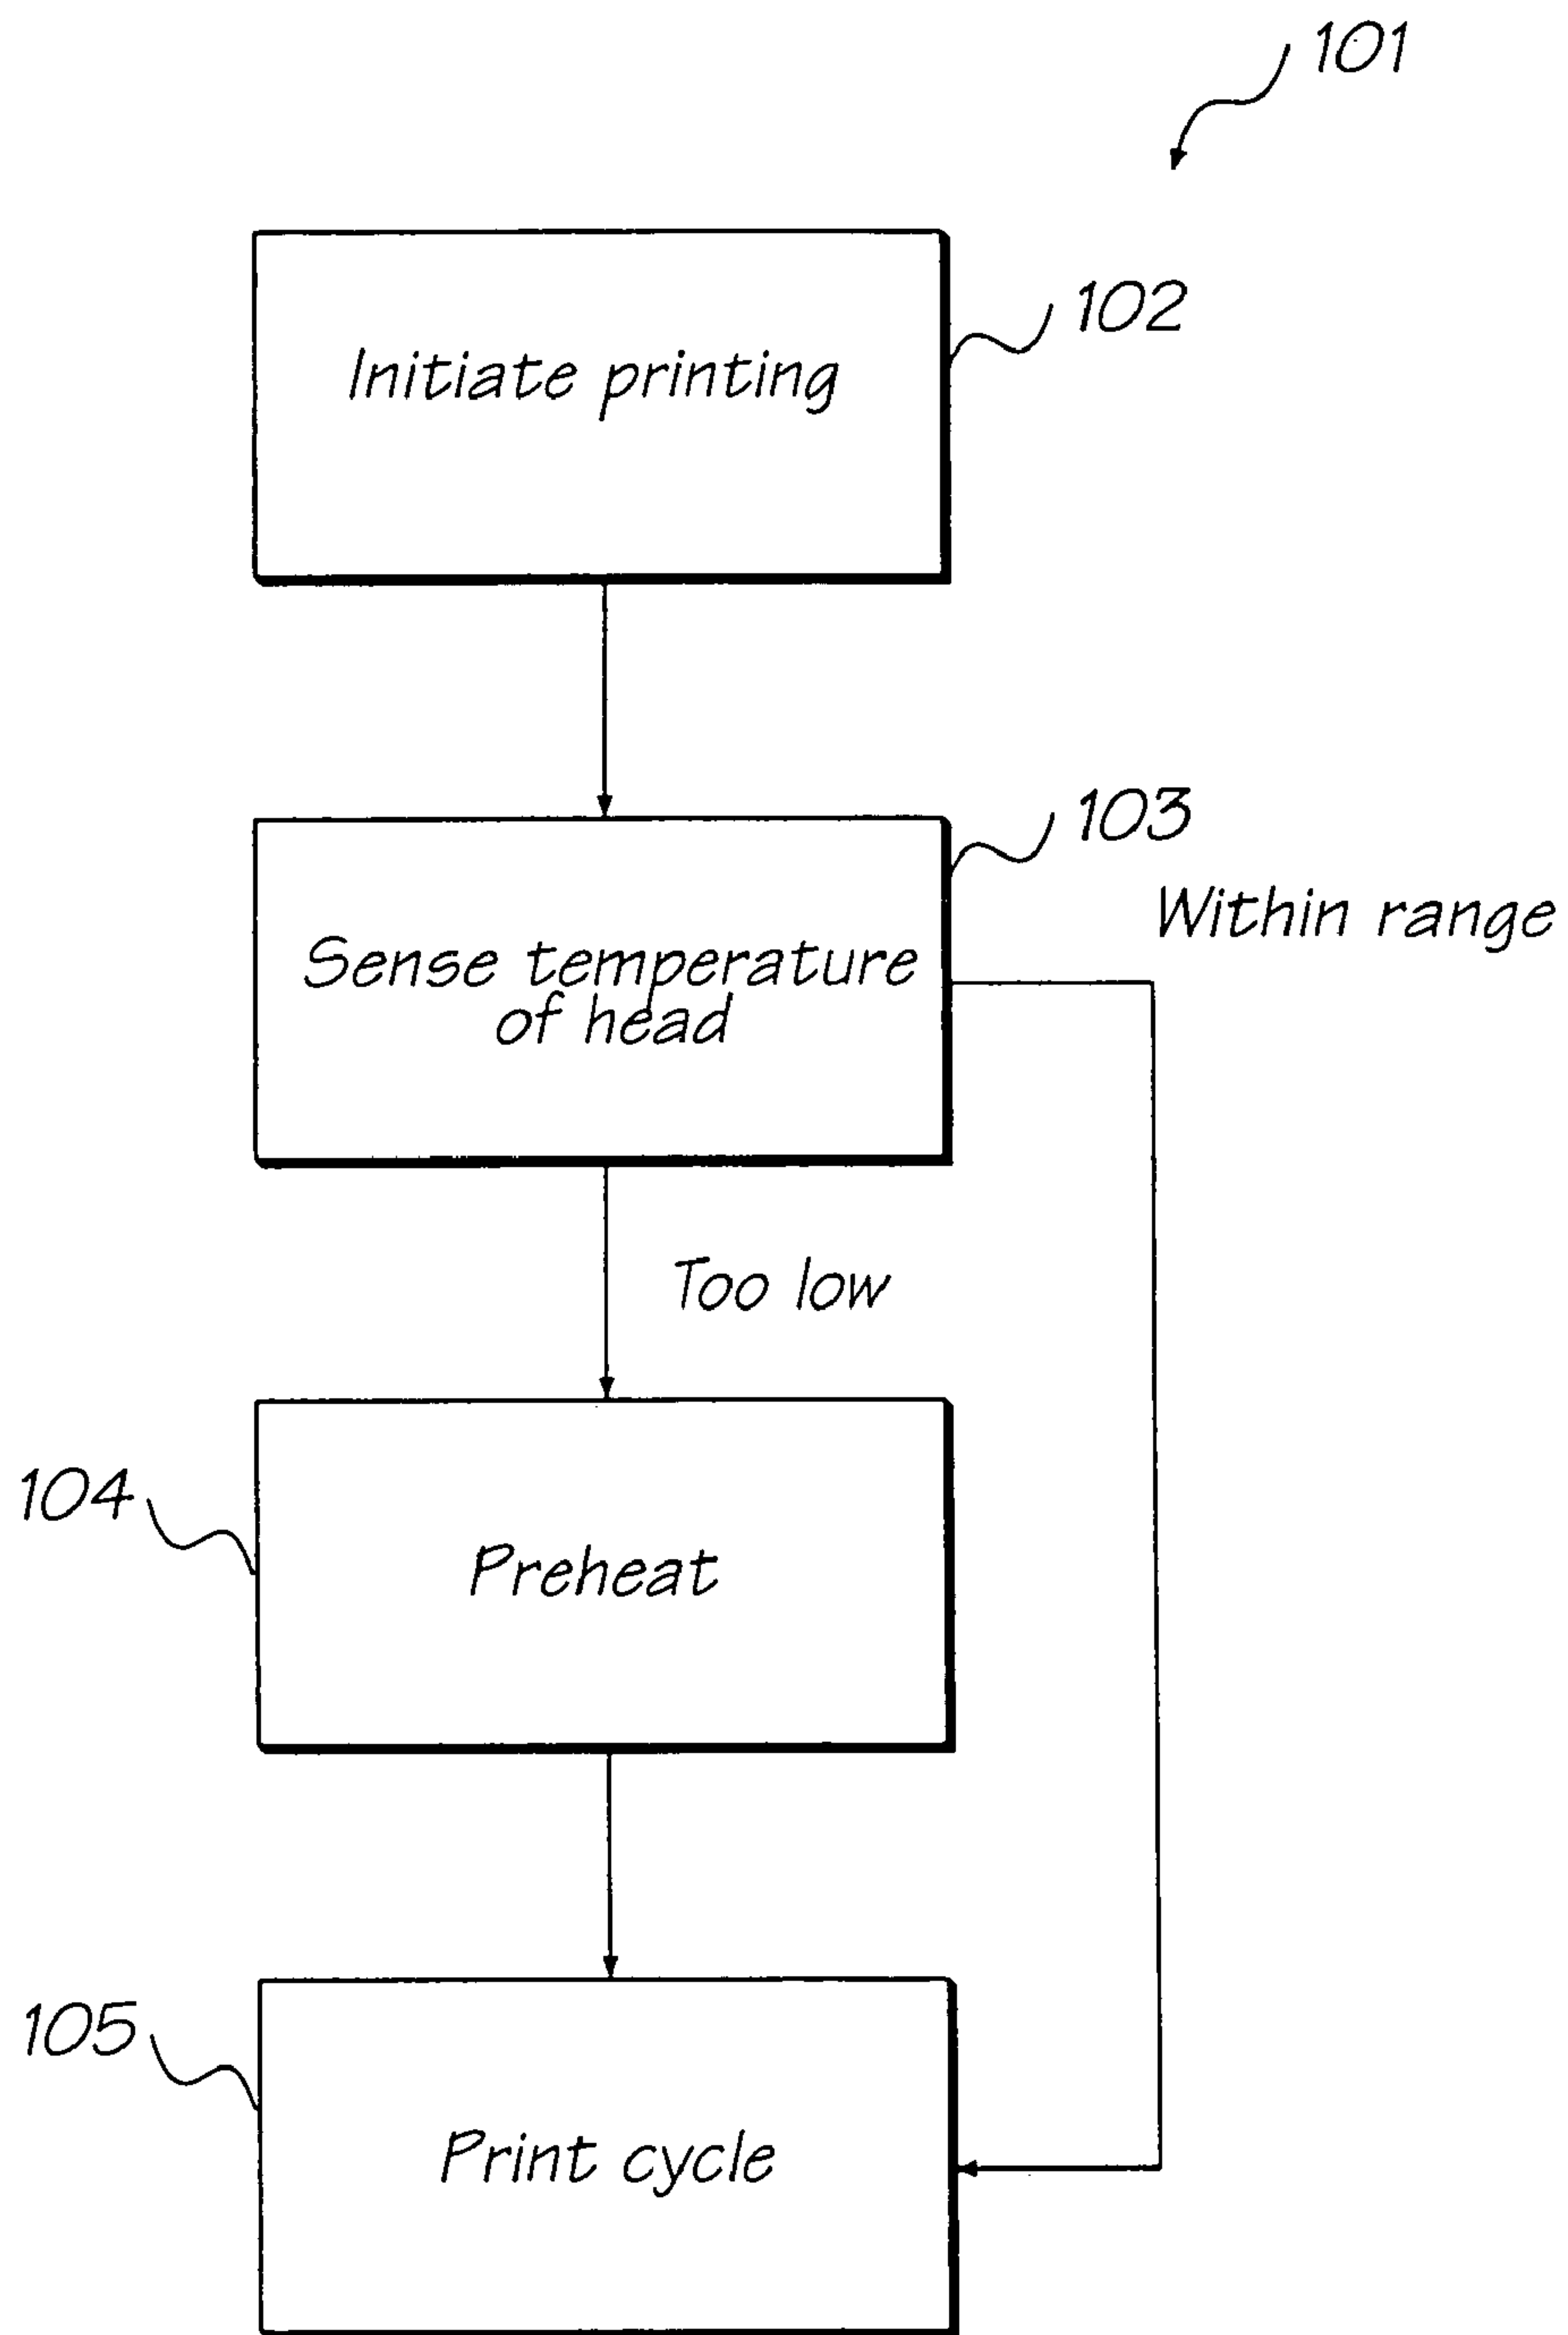 101
Initiate printing
102
103
Within range
Sense temperature
of head
Too low
104
Preheat
105
Print cycle